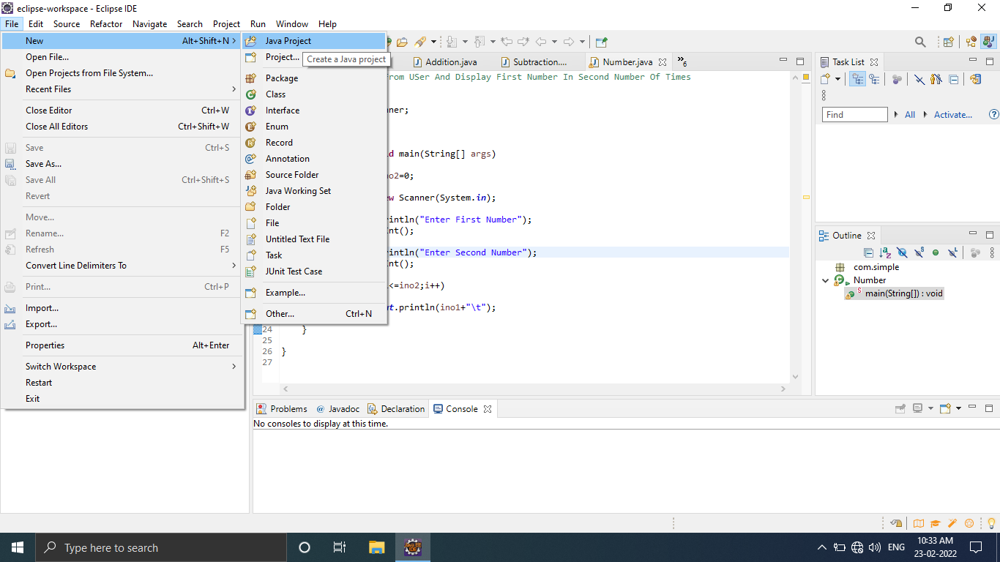 eclipse-workspace - Eclipse IDE
File Edit Source Refactor Navigate Search Project Run Window Help
New Alt+Shift+N
Open File...
Open Projects from File System...
Recent Files
Close Editor Ctrl+W
Close All Editors Ctrl+Shift+W
Save Ctrl+S
Save As...
Save All Ctrl+Shift+S
Revert
Move...
Rename... F2
Refresh F5
Convert Line Delimiters To
Print... Ctrl+P
Import...
Export...
Properties Alt+Enter
Switch Workspace
Restart
Exit
Java Project
Project...
Create a Java project
Package
Class
Interface
Enum
Record
Annotation
Source Folder
Java Working Set
Folder
File
Untitled Text File
Task
JUnit Test Case
Example...
Other... Ctrl+N
Addition.java Subtraction.... Number.java 6
rom USer And Display First Number In Second Number Of Times
nner;
d main(String[] args)
no2=0;
w Scanner(System.in);
intln("Enter First Number");
Int();
intln("Enter Second Number");
Int();
<=ino2;i++)
t.println(ino1+"\t");
24 }
25
26 }
27
Task List
Find All Activate...
Outline
com.simple
Number
main(String[]) : void
Problems Javadoc Declaration Console
No consoles to display at this time.
Type here to search
ENG
10:33 AM
23-02-2022